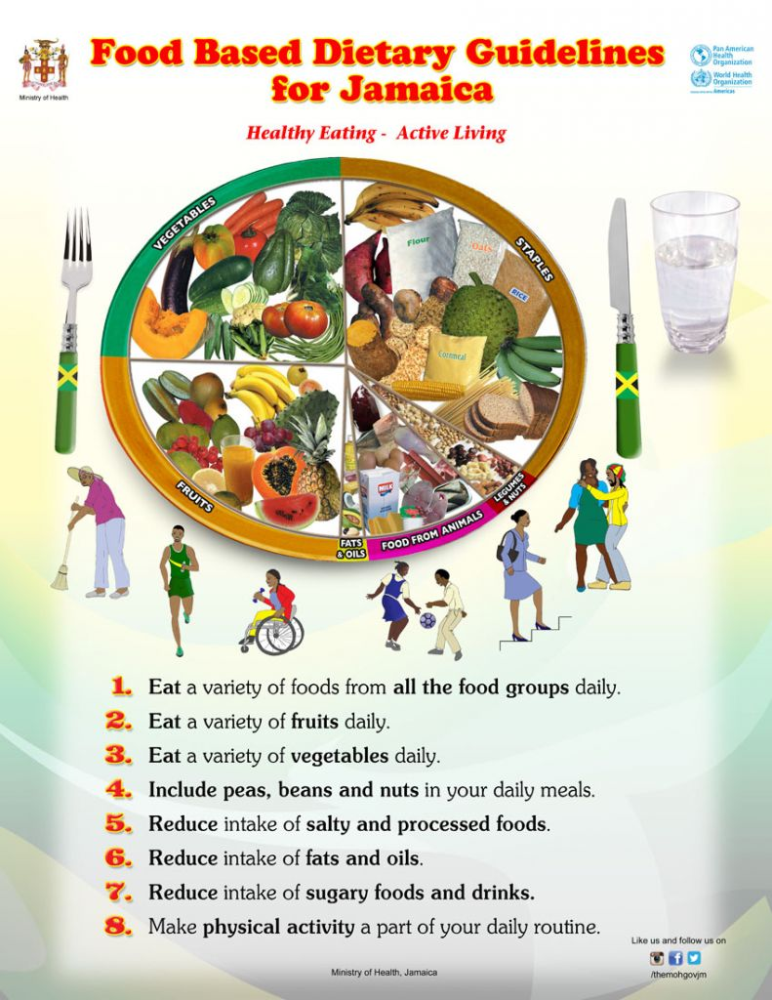 Food Based Dietary Guidelines
for Jamaica
Ministry of Health
Pan American
Health
Organization
World Health
Organization
Americas
Healthy Eating - Active Living
VEGETABLES
STAPLES
Flour
Oats
RICE
Cornmeal
FRUITS
MILK
LEGUMES
& NUTS
FATS
& OILS
FOOD FROM ANIMALS
1. Eat a variety of foods from all the food groups daily.
2. Eat a variety of fruits daily.
3. Eat a variety of vegetables daily.
4. Include peas, beans and nuts in your daily meals.
5. Reduce intake of salty and processed foods.
6. Reduce intake of fats and oils.
7. Reduce intake of sugary foods and drinks.
8. Make physical activity a part of your daily routine.
Like us and follow us on
/themohgovjm
Ministry of Health, Jamaica